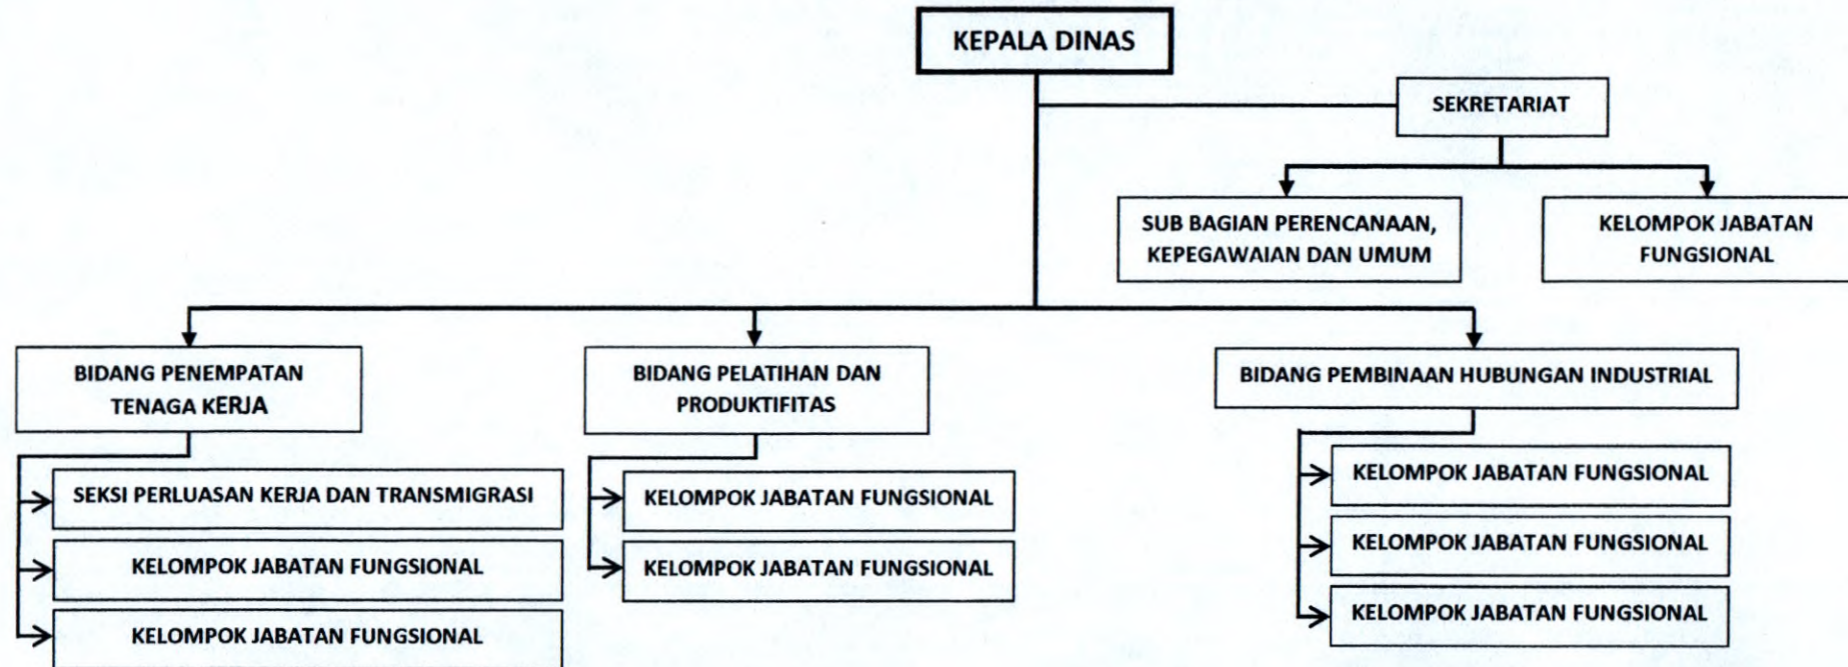 KEPALA DINAS
SEKRETARIAT
SUB BAGIAN PERENCANAAN,
KEPEGAWAIAN DAN UMUM
KELOMPOK JABATAN
FUNGSIONAL
BIDANG PENEMPATAN
TENAGA KERJA
SEKSI PERLUASAN KERJA DAN TRANSMIGRASI
KELOMPOK JABATAN FUNGSIONAL
KELOMPOK JABATAN FUNGSIONAL
BIDANG PELATIHAN DAN
PRODUKTIFITAS
KELOMPOK JABATAN FUNGSIONAL
KELOMPOK JABATAN FUNGSIONAL
BIDANG PEMBINAAN HUBUNGAN INDUSTRIAL
KELOMPOK JABATAN FUNGSIONAL
KELOMPOK JABATAN FUNGSIONAL
KELOMPOK JABATAN FUNGSIONAL